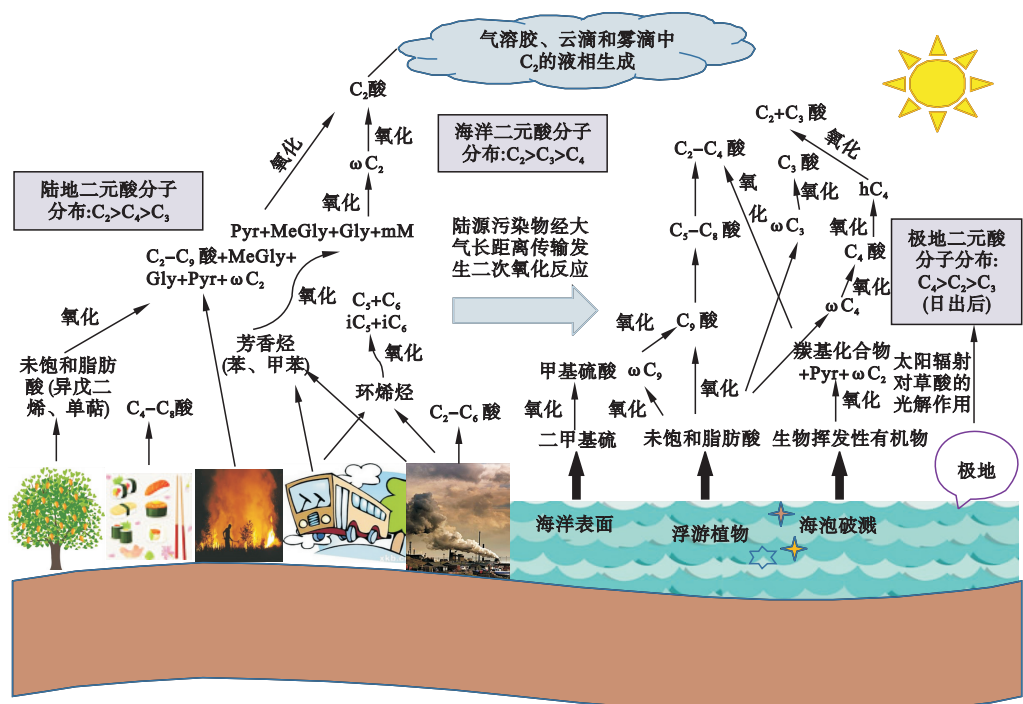 气溶胶、云滴和雾滴中
C₂的液相生成
C₂酸
氧化
氧化
ωC₂
氧化
Pyr+MeGly+Gly+mM
陆地二元酸分子
分布:C₂>C₄>C₃
海洋二元酸分子
分布:C₂>C₃>C₄
C₂−C₉ 酸+MeGly+
Gly+Pyr+ωC₂
氧化
氧化
未饱和脂肪
酸 (异戊二
烯、单萜)
C₄−C₈酸
芳香烃
(苯、甲苯)
C₅+C₆
iC₅+iC₆
氧化
环烯烃
C₂−C₆ 酸
陆源污染物经大
气长距离传输发
生二次氧化反应
C₂+C₃ 酸
氧化
C₂−C₄ 酸
C₃ 酸
氧
化
氧化
hC₄
C₅−C₈ 酸
ωC₃
氧化
C₄ 酸
氧化
ωC₄
极地二元酸
分子分布:
C₄>C₂>C₃
(日出后)
氧化
C₉ 酸
甲基硫酸
ωC₉
氧化
羰基化合物
+Pyr+ωC₂
太阳辐射
对草酸的
光解作用
氧化
氧化
氧化
二甲基硫
未饱和脂肪酸
生物挥发性有机物
极地
海洋表面
浮游植物
海泡破溅